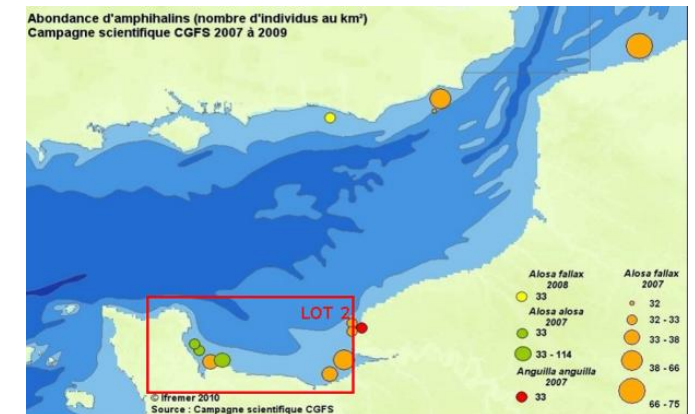 Abondance d'amphihalins (nombre d'individus au km²)
Campagne scientifique CGFS 2007 à 2009
LOT 2
Alosa fallax
2008
33
Alosa alosa
2007
33
33 - 114
Anguilla anguilla
2007
33
Alosa fallax
2007
32
32 - 33
33 - 38
38 - 66
66 - 75
© Ifremer 2010
Source : Campagne scientifique CGFS